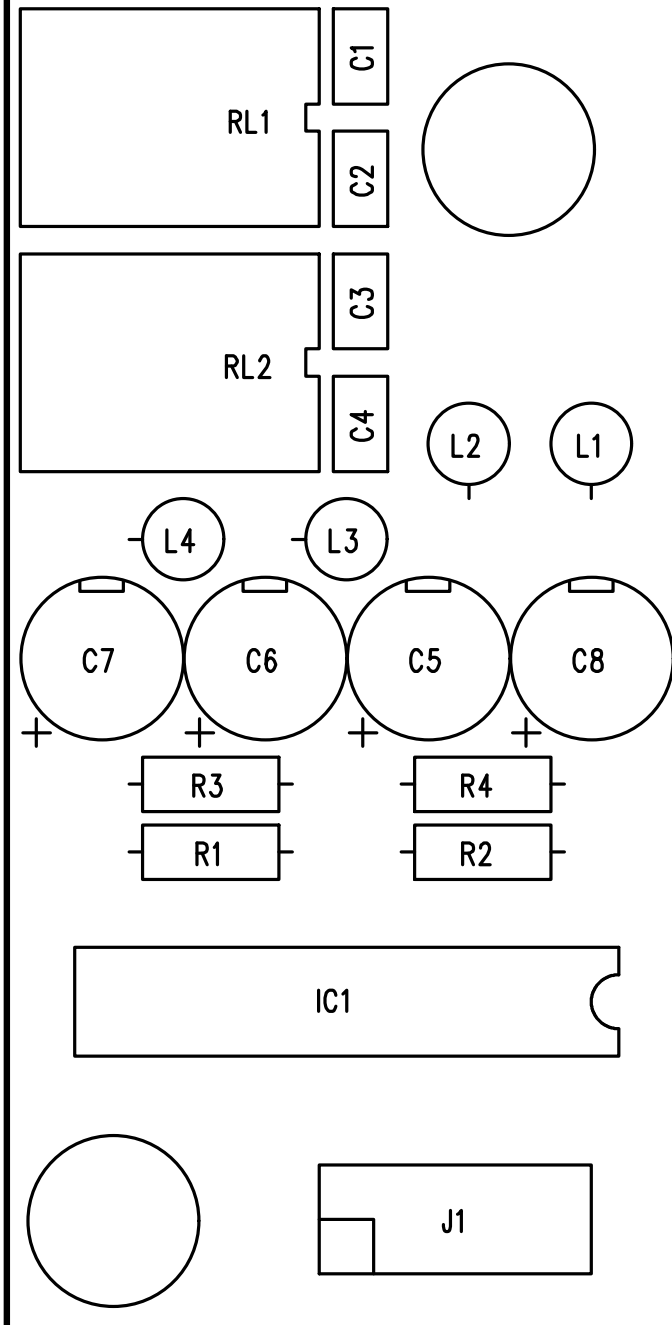 C1
RL1
C2
C3
RL2
C4
L2 L1
L4 L3
C7 C6 C5 C8
+ + + +
R3 R4
R1 R2
IC1
J1